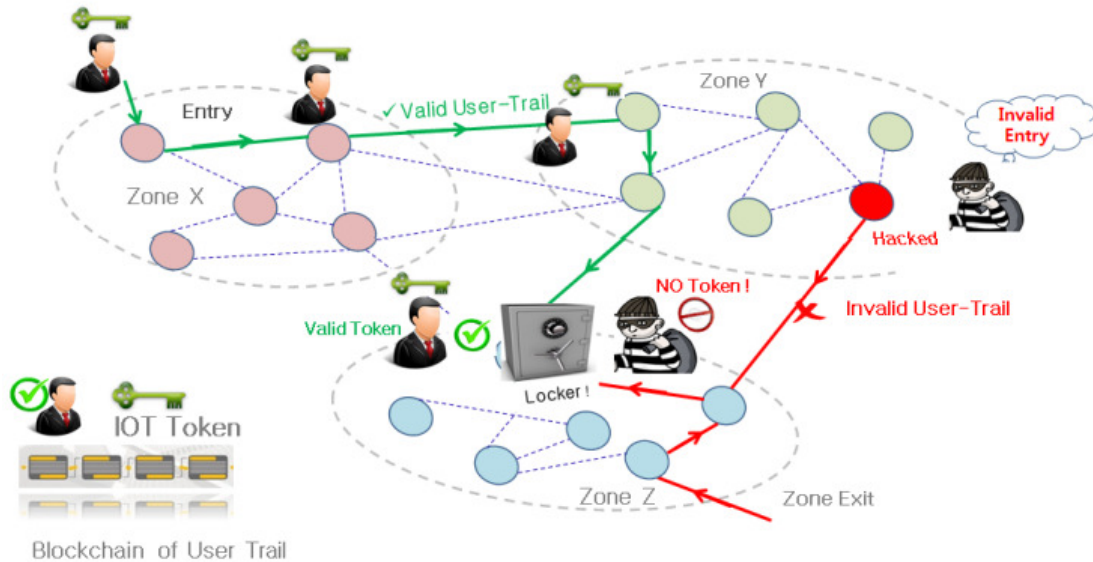 Zone Y
Entry
✓ Valid User-Trail
Invalid
Entry
Zone X
Hacked
NO Token !
Invalid User-Trail
Valid Token
Locker !
IOT Token
Zone Z
Zone Exit
Blockchain of User Trail